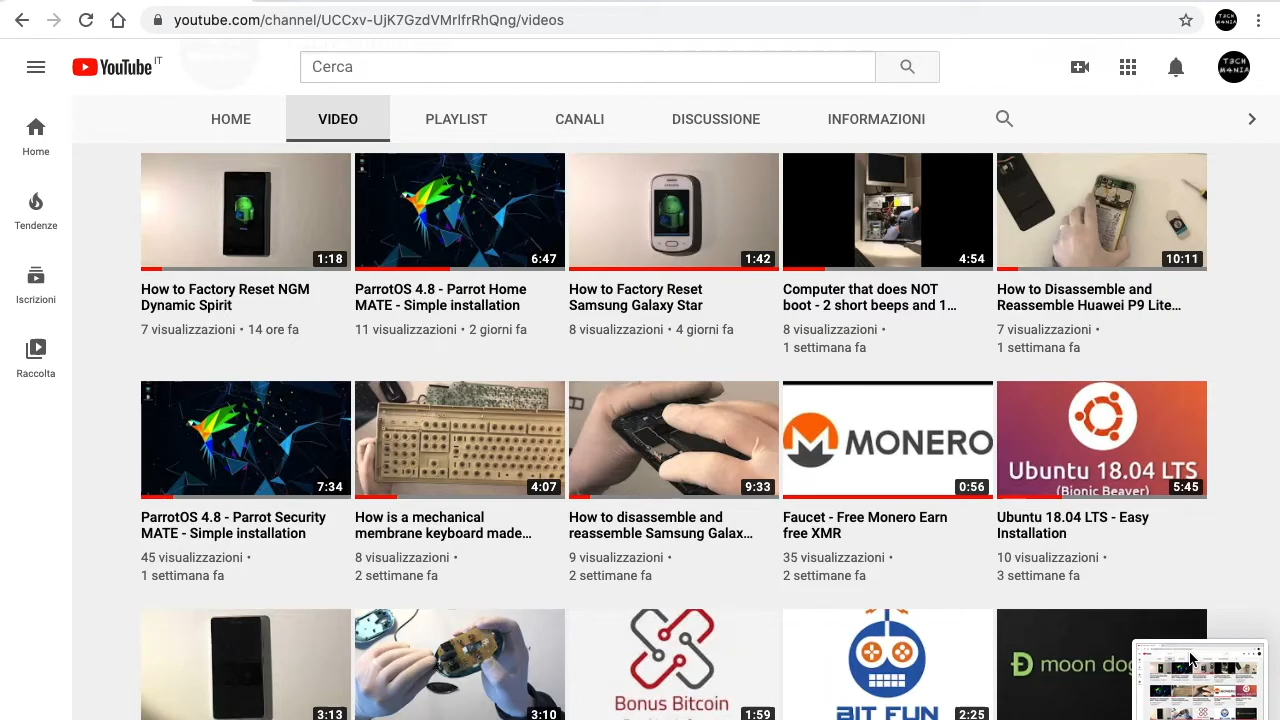 youtube.com/channel/UCCxv-UjK7GzdVMrlfrRhQng/videos
YouTube IT
Cerca
T3CH
M4NIA
HOME VIDEO PLAYLIST CANALI DISCUSSIONE INFORMAZIONI
Home
Tendenze
Iscrizioni
Raccolta
1:18 6:47 1:42 4:54 10:11
How to Factory Reset NGM
Dynamic Spirit
7 visualizzazioni • 14 ore fa
ParrotOS 4.8 - Parrot Home
MATE - Simple installation
11 visualizzazioni • 2 giorni fa
How to Factory Reset
Samsung Galaxy Star
8 visualizzazioni • 4 giorni fa
Computer that does NOT
boot - 2 short beeps and 1...
8 visualizzazioni •
1 settimana fa
How to Disassemble and
Reassemble Huawei P9 Lite...
7 visualizzazioni •
1 settimana fa
MONERO
Ubuntu 18.04 LTS
(Bionic Beaver)
7:34 4:07 9:33 0:56 5:45
ParrotOS 4.8 - Parrot Security
MATE - Simple installation
45 visualizzazioni •
1 settimana fa
How is a mechanical
membrane keyboard made...
8 visualizzazioni •
2 settimane fa
How to disassemble and
reassemble Samsung Galax...
9 visualizzazioni •
2 settimane fa
Faucet - Free Monero Earn
free XMR
35 visualizzazioni •
2 settimane fa
Ubuntu 18.04 LTS - Easy
Installation
10 visualizzazioni •
3 settimane fa
Bonus Bitcoin
BIT FUN
moon dog
3:13 3:10 1:59 2:25